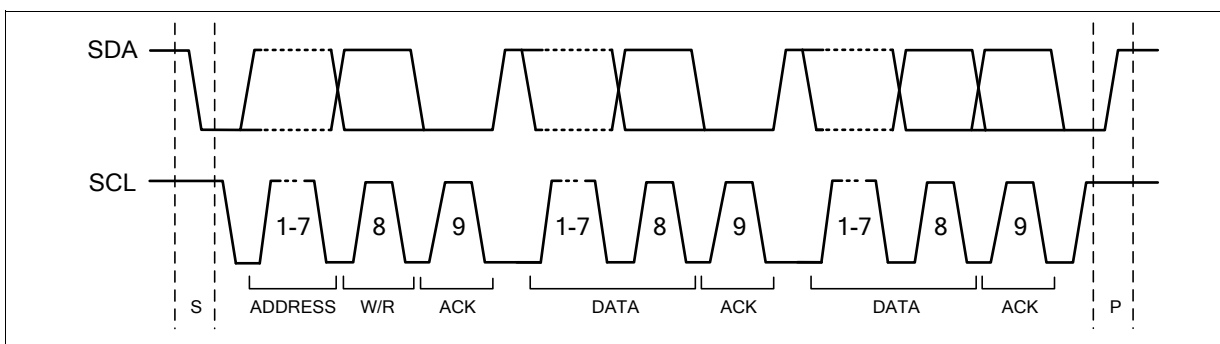 SDA
SCL
1-7 8 9 1-7 8 9 1-7 8 9
S ADDRESS W/R ACK DATA ACK DATA ACK P